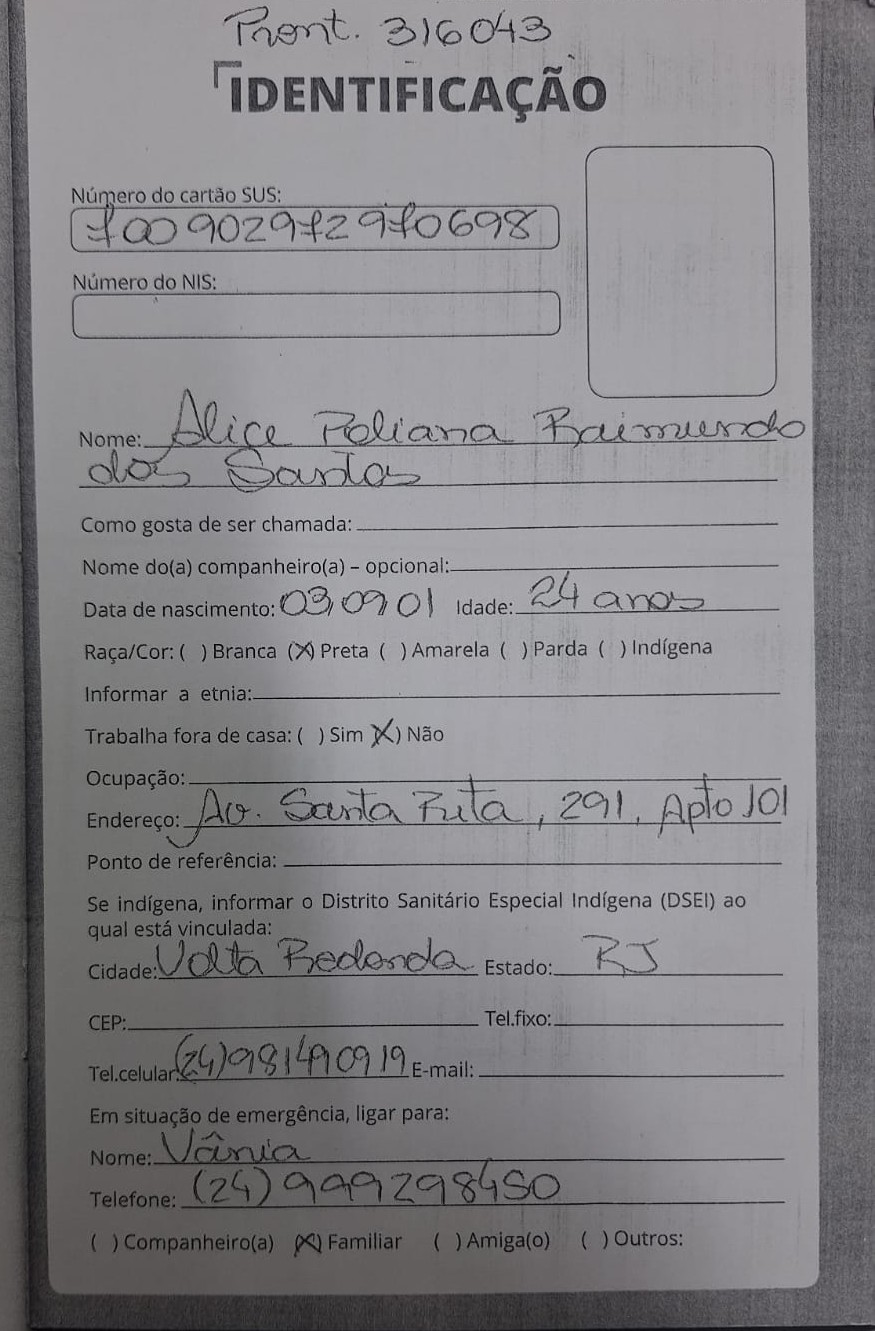 Pront. 316043
IDENTIFICAÇÃO
Número do cartão SUS:
700902972970698
Número do NIS:
Nome: Alice Poliana Raimundo
dos Santos
Como gosta de ser chamada:
Nome do(a) companheiro(a) – opcional:
Data de nascimento: 03/09/01 Idade: 24 anos
Raça/Cor: ( ) Branca (X) Preta ( ) Amarela ( ) Parda ( ) Indígena
Informar a etnia:
Trabalha fora de casa: ( ) Sim (X) Não
Ocupação:
Endereço: Av. Santa Rita, 291, Apto 101
Ponto de referência:
Se indígena, informar o Distrito Sanitário Especial Indígena (DSEI) ao
qual está vinculada:
Cidade: Volta Redonda Estado: RJ
CEP: Tel.fixo:
Tel.celular: (24) 981490919 E-mail:
Em situação de emergência, ligar para:
Nome: Vânia
Telefone: (24) 999298450
( ) Companheiro(a) (X) Familiar ( ) Amiga(o) ( ) Outros: